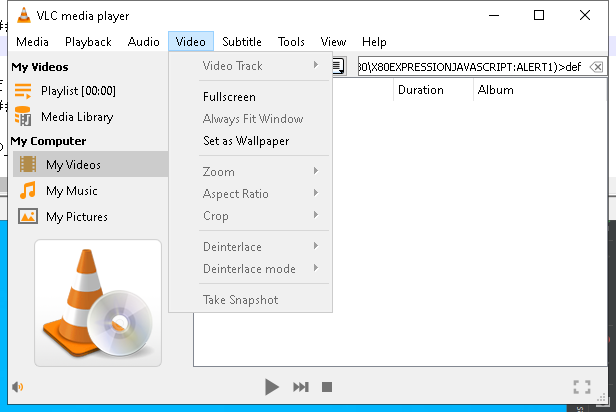 VLC media player
Media Playback Audio Video Subtitle Tools View Help
My Videos
Playlist [00:00]
Media Library
My Computer
My Videos
My Music
My Pictures
Video Track
Fullscreen
Always Fit Window
Set as Wallpaper
Zoom
Aspect Ratio
Crop
Deinterlace
Deinterlace mode
Take Snapshot
80\X80EXPRESSIONJAVASCRIPT:ALERT1)>def
Duration Album